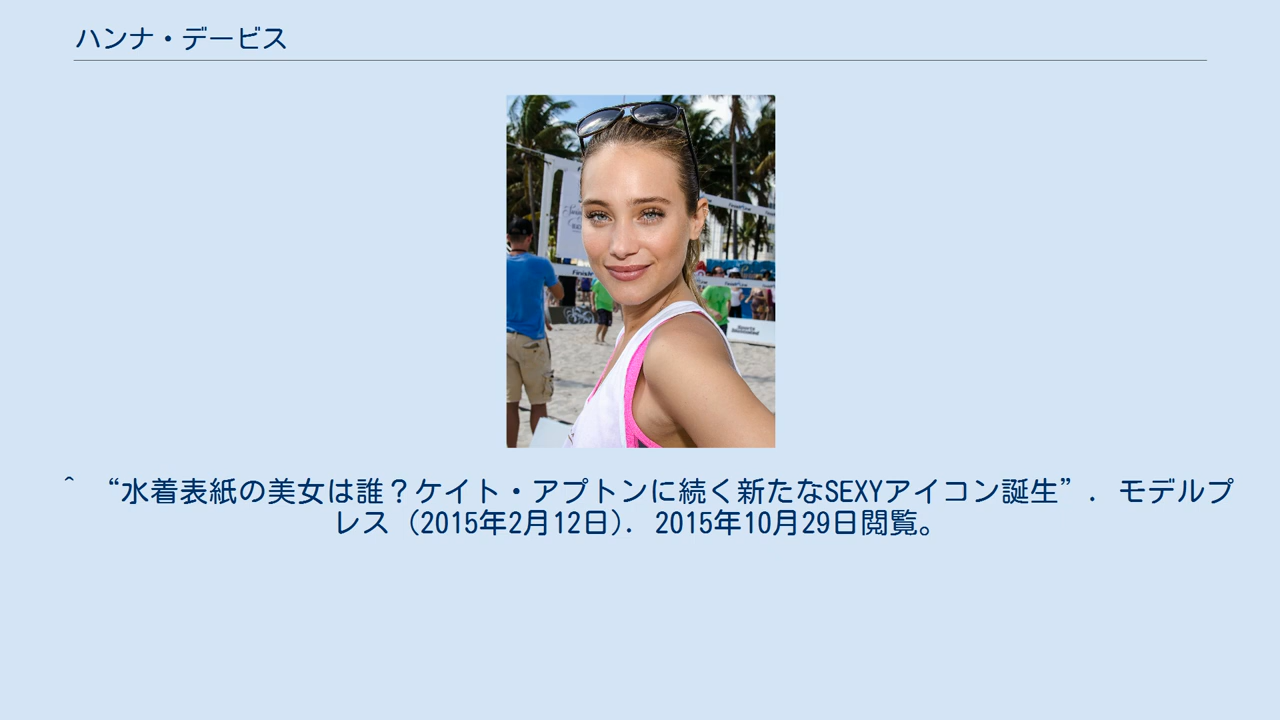 ハンナ・デービス
^ “水着表紙の美女は誰？ケイト・アプトンに続く新たなSEXYアイコン誕生”. モデルプ
レス (2015年2月12日). 2015年10月29日閲覧。